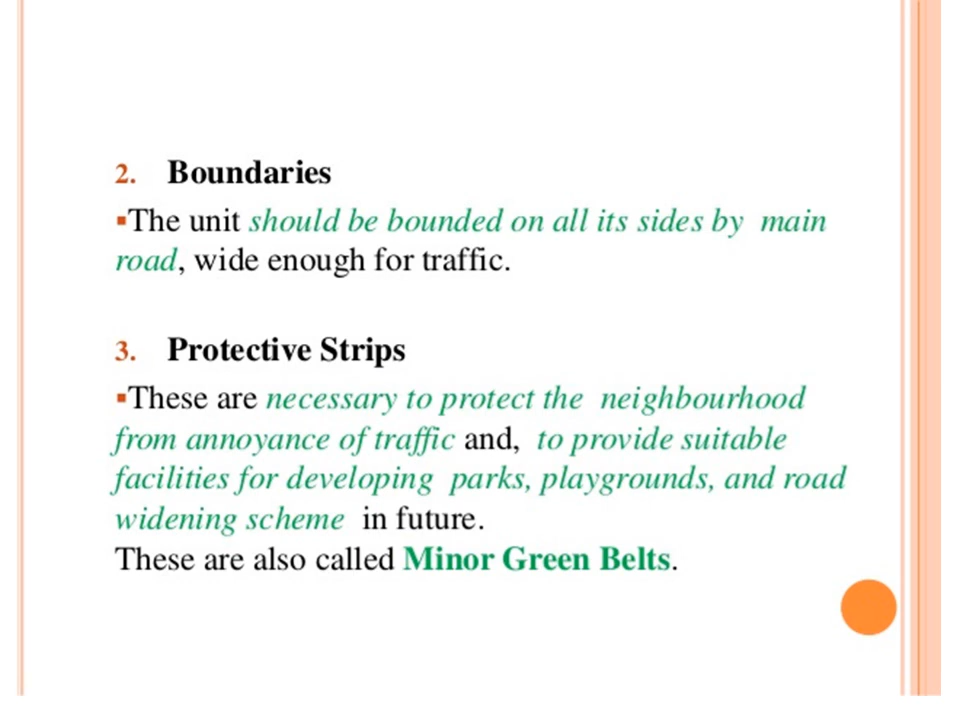 2. Boundaries
▪The unit should be bounded on all its sides by main
road, wide enough for traffic.
3. Protective Strips
▪These are necessary to protect the neighbourhood
from annoyance of traffic and, to provide suitable
facilities for developing parks, playgrounds, and road
widening scheme in future.
These are also called Minor Green Belts.